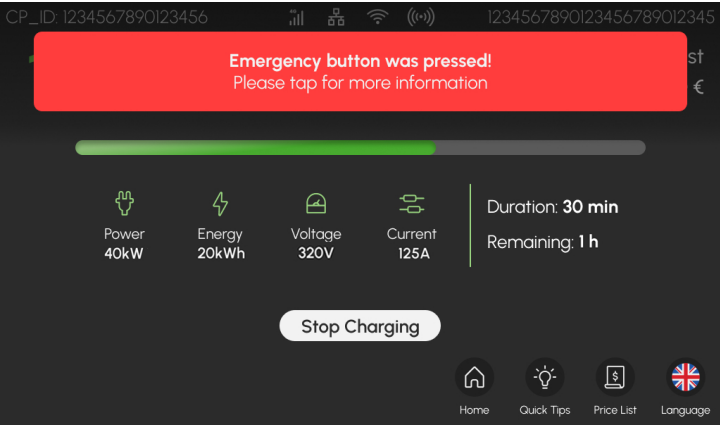 CP_ID: 1234567890123456
1234567890123456789012345
Emergency button was pressed!
Please tap for more information
st
€
Power
40kW
Energy
20kWh
Voltage
320V
Current
125A
Duration: 30 min
Remaining: 1 h
Stop Charging
Home
Quick Tips
Price List
Language